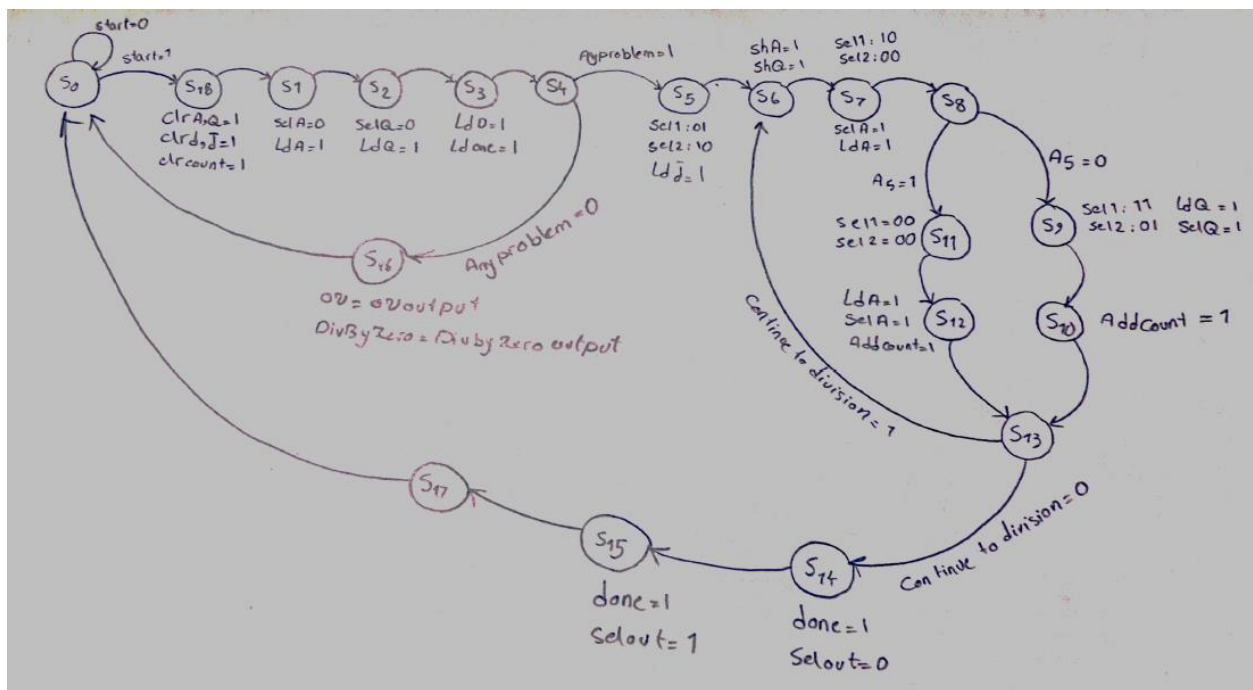 start=0
start=1
S0
S18
clrA,Q=1
clrd,J̄=1
clrcount=1
S1
selA=0
LdA=1
S2
SelQ=0
LdQ=1
S3
LdD=1
Ldone=1
S4
Ayproblem=1
S5
Sel1:01
sel2:10
Ldj̄=1
shA=1
shQ=1
S6
Sel1:10
Sel2:00
S7
selA=1
LdA=1
S8
A5=1
A5=0
S11
Sel1=00
Sel2=00
S9
Sel1:11 LdQ=1
Sel2:01 SelQ=1
S12
LdA=1
SelA=1
Addcount=1
S10
Addcount=1
S13
Continue to division=1
Continue to division=0
Anyproblem=0
S16
ov=ovoutput
DivByZero=DivbyZero output
S17
S15
done=1
Selout=1
S14
done=1
Selout=0